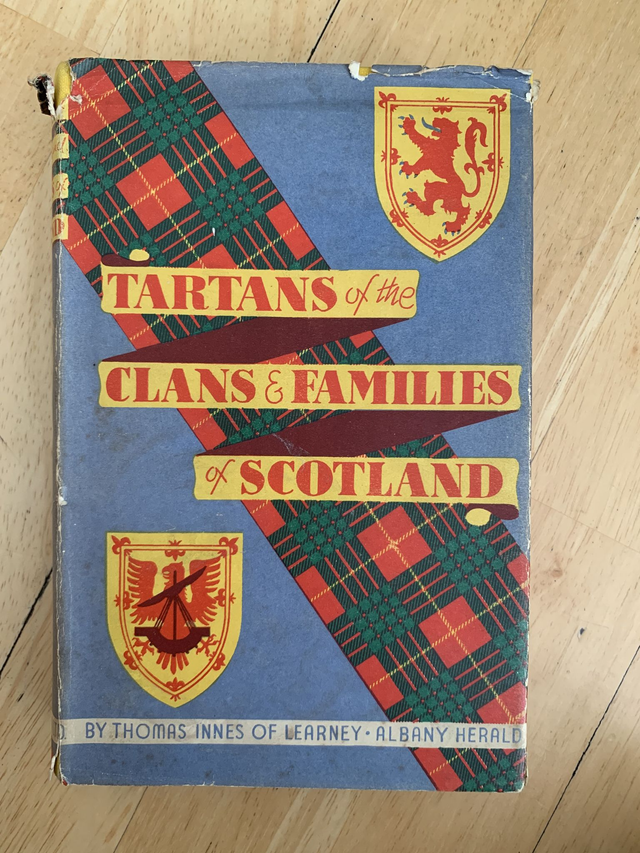 TARTANS of the
CLANS & FAMILIES
of SCOTLAND
BY THOMAS INNES OF LEARNEY • ALBANY HERALD